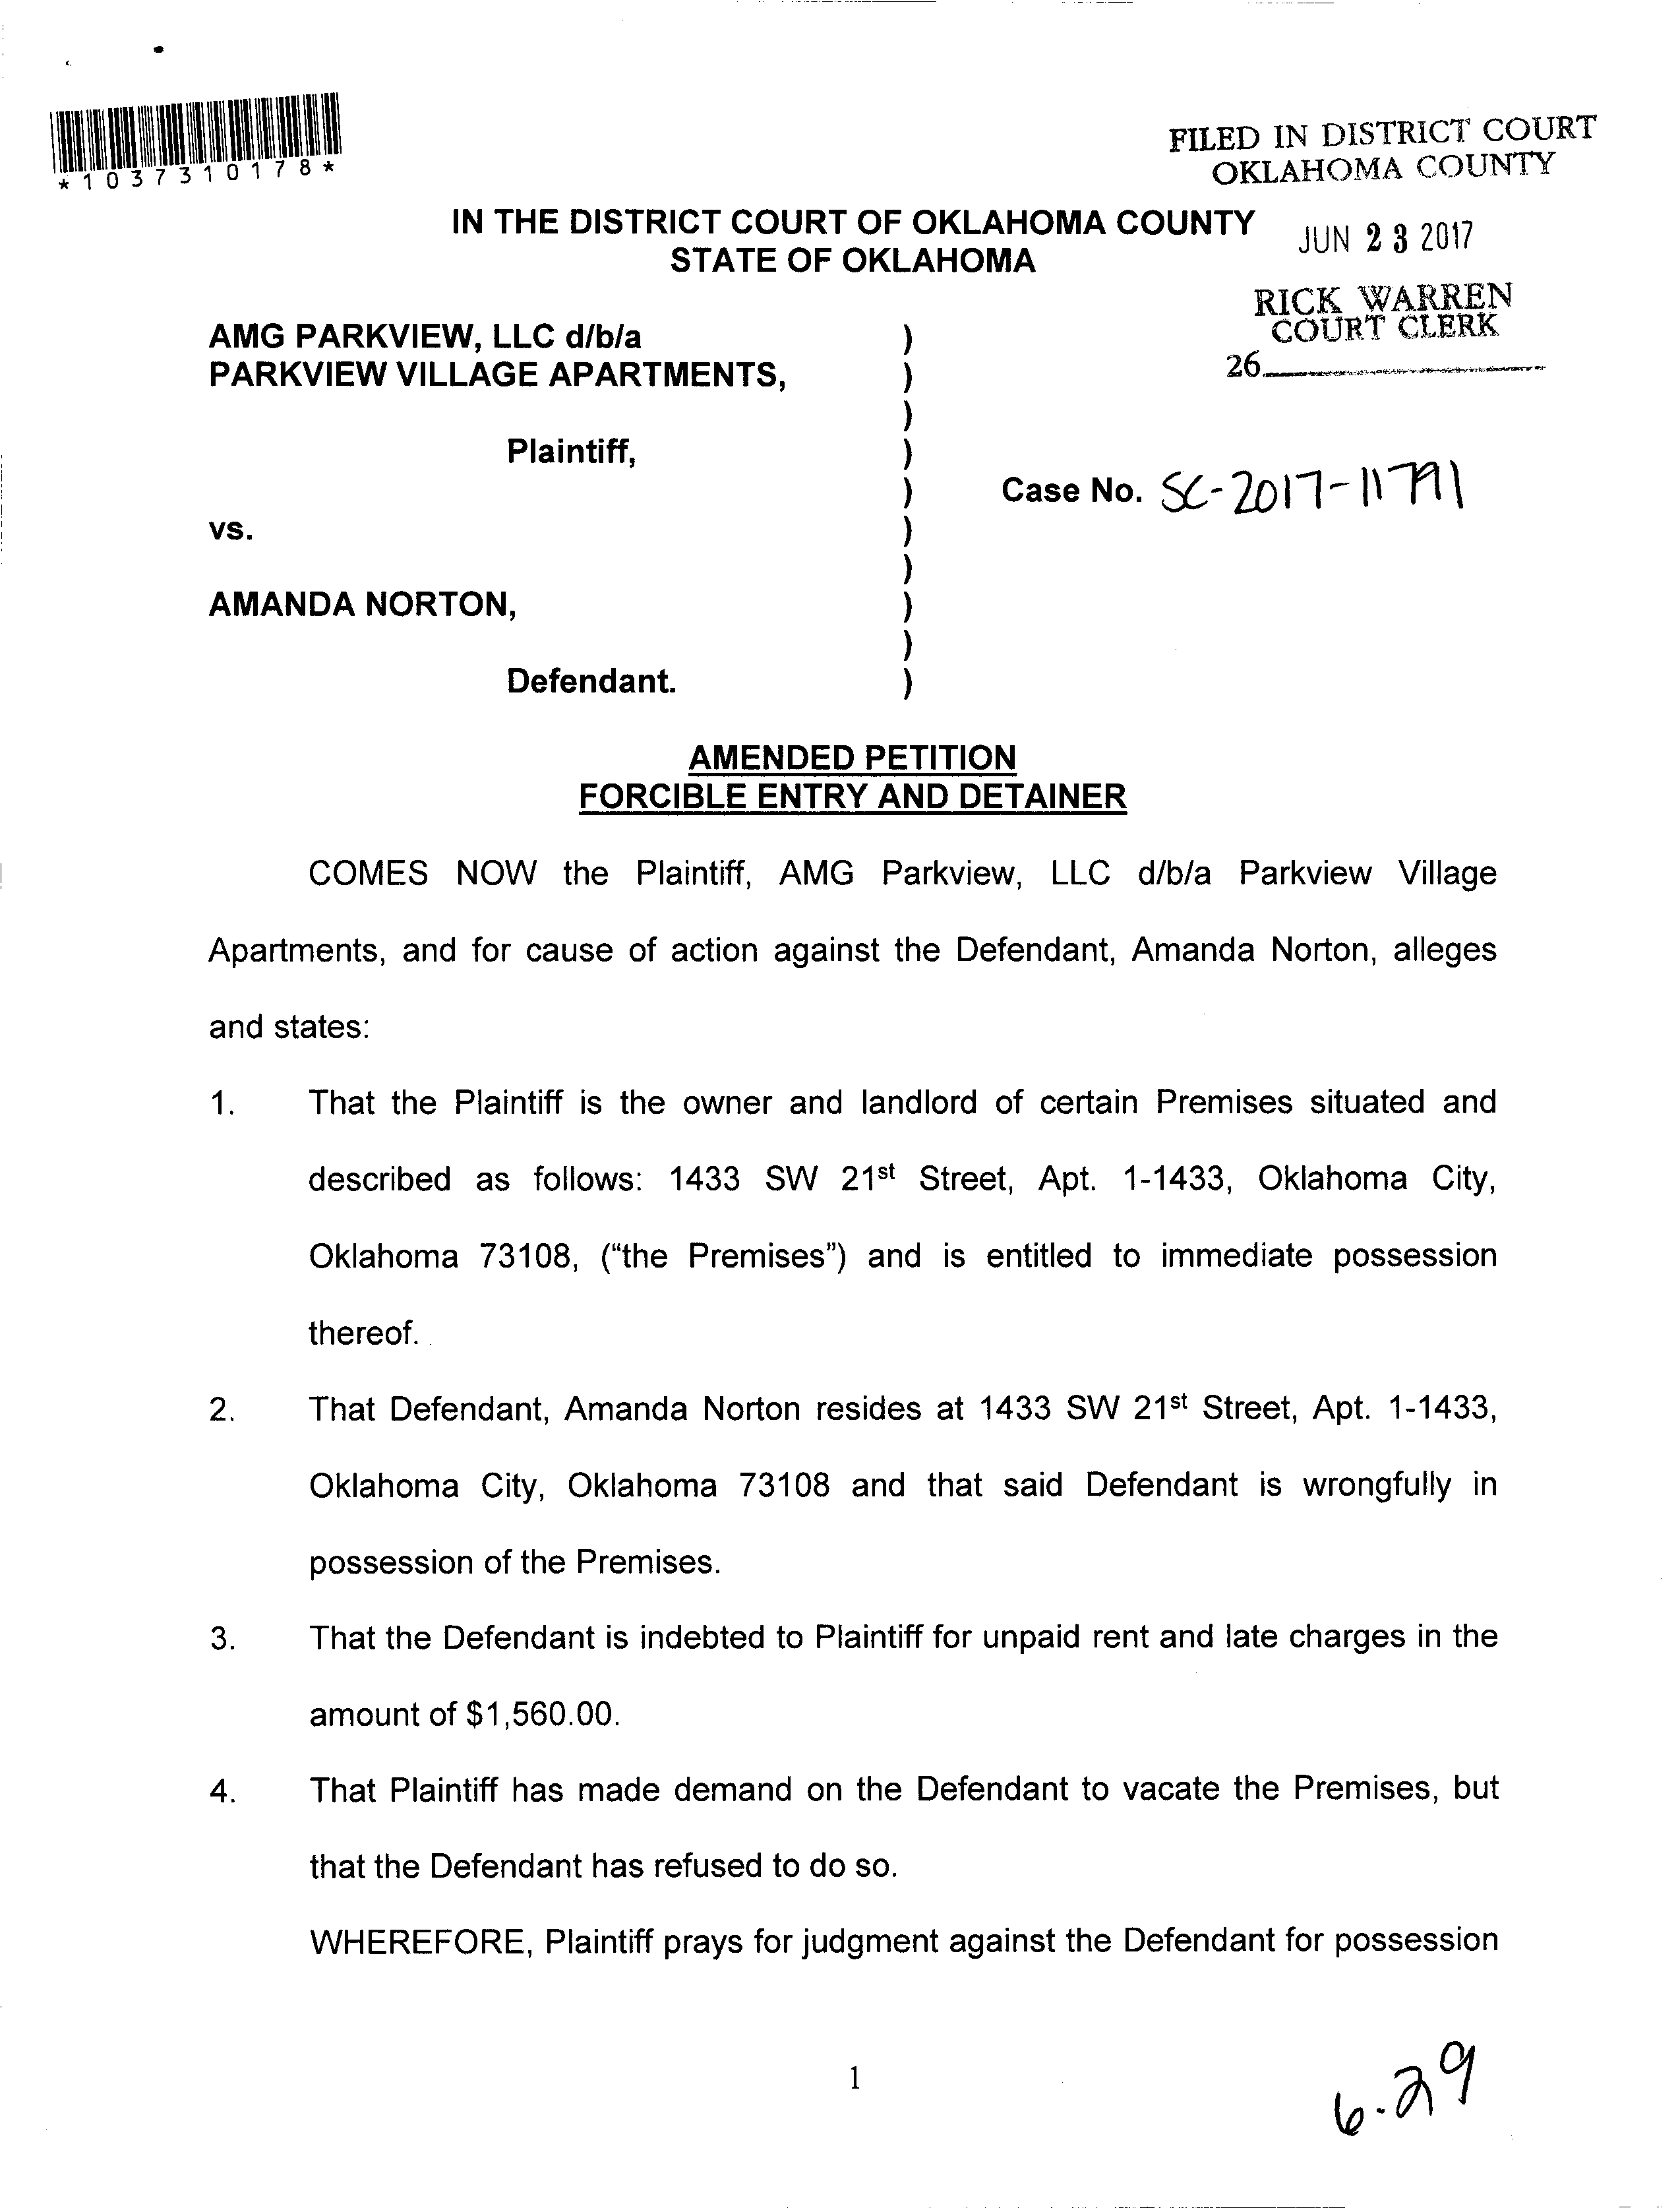 *1037310178*
FILED IN DISTRICT COURT
OKLAHOMA COUNTY
IN THE DISTRICT COURT OF OKLAHOMA COUNTY
STATE OF OKLAHOMA
JUN 23 2017
RICK WARREN
COURT CLERK
26
AMG PARKVIEW, LLC d/b/a )
PARKVIEW VILLAGE APARTMENTS, )
)
Plaintiff, )
) Case No. SC-2017-11791
vs. )
)
AMANDA NORTON, )
)
Defendant. )
AMENDED PETITION
FORCIBLE ENTRY AND DETAINER
COMES NOW the Plaintiff, AMG Parkview, LLC d/b/a Parkview Village
Apartments, and for cause of action against the Defendant, Amanda Norton, alleges
and states:
1. That the Plaintiff is the owner and landlord of certain Premises situated and
described as follows: 1433 SW 21st Street, Apt. 1-1433, Oklahoma City,
Oklahoma 73108, (“the Premises”) and is entitled to immediate possession
thereof.
2. That Defendant, Amanda Norton resides at 1433 SW 21st Street, Apt. 1-1433,
Oklahoma City, Oklahoma 73108 and that said Defendant is wrongfully in
possession of the Premises.
3. That the Defendant is indebted to Plaintiff for unpaid rent and late charges in the
amount of $1,560.00.
4. That Plaintiff has made demand on the Defendant to vacate the Premises, but
that the Defendant has refused to do so.
WHEREFORE, Plaintiff prays for judgment against the Defendant for possession
1
6.29